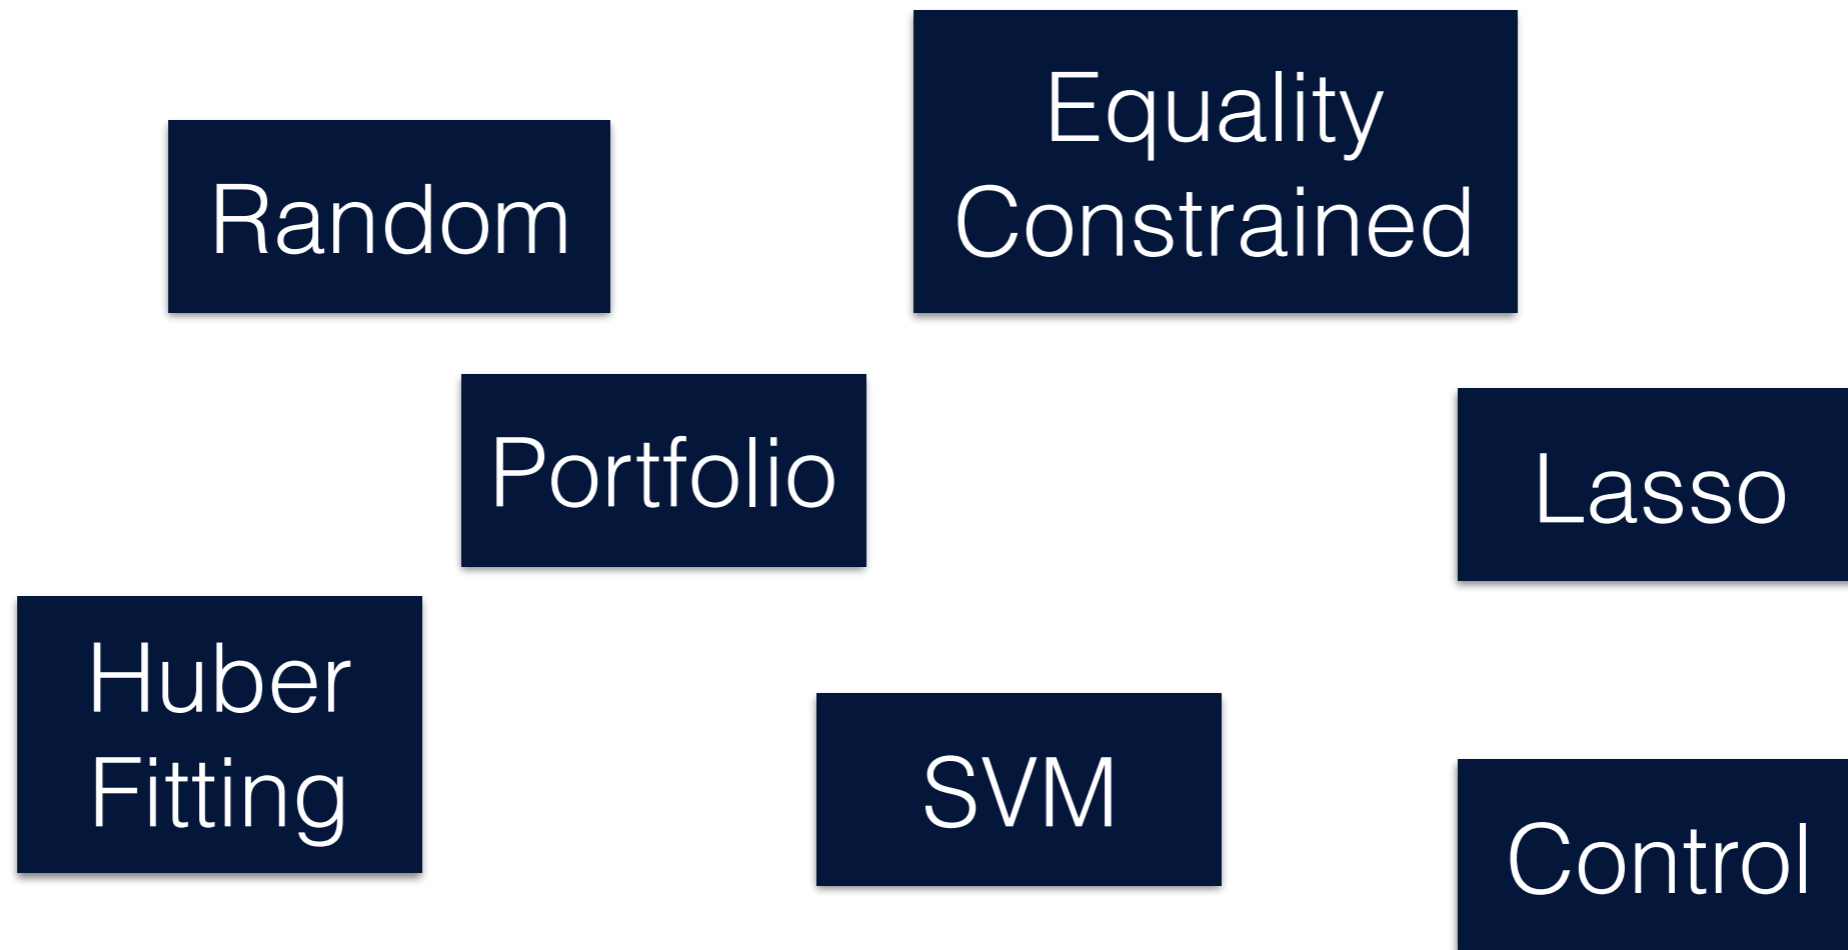 Random
Equality
Constrained
Portfolio
Lasso
Huber
Fitting
SVM
Control